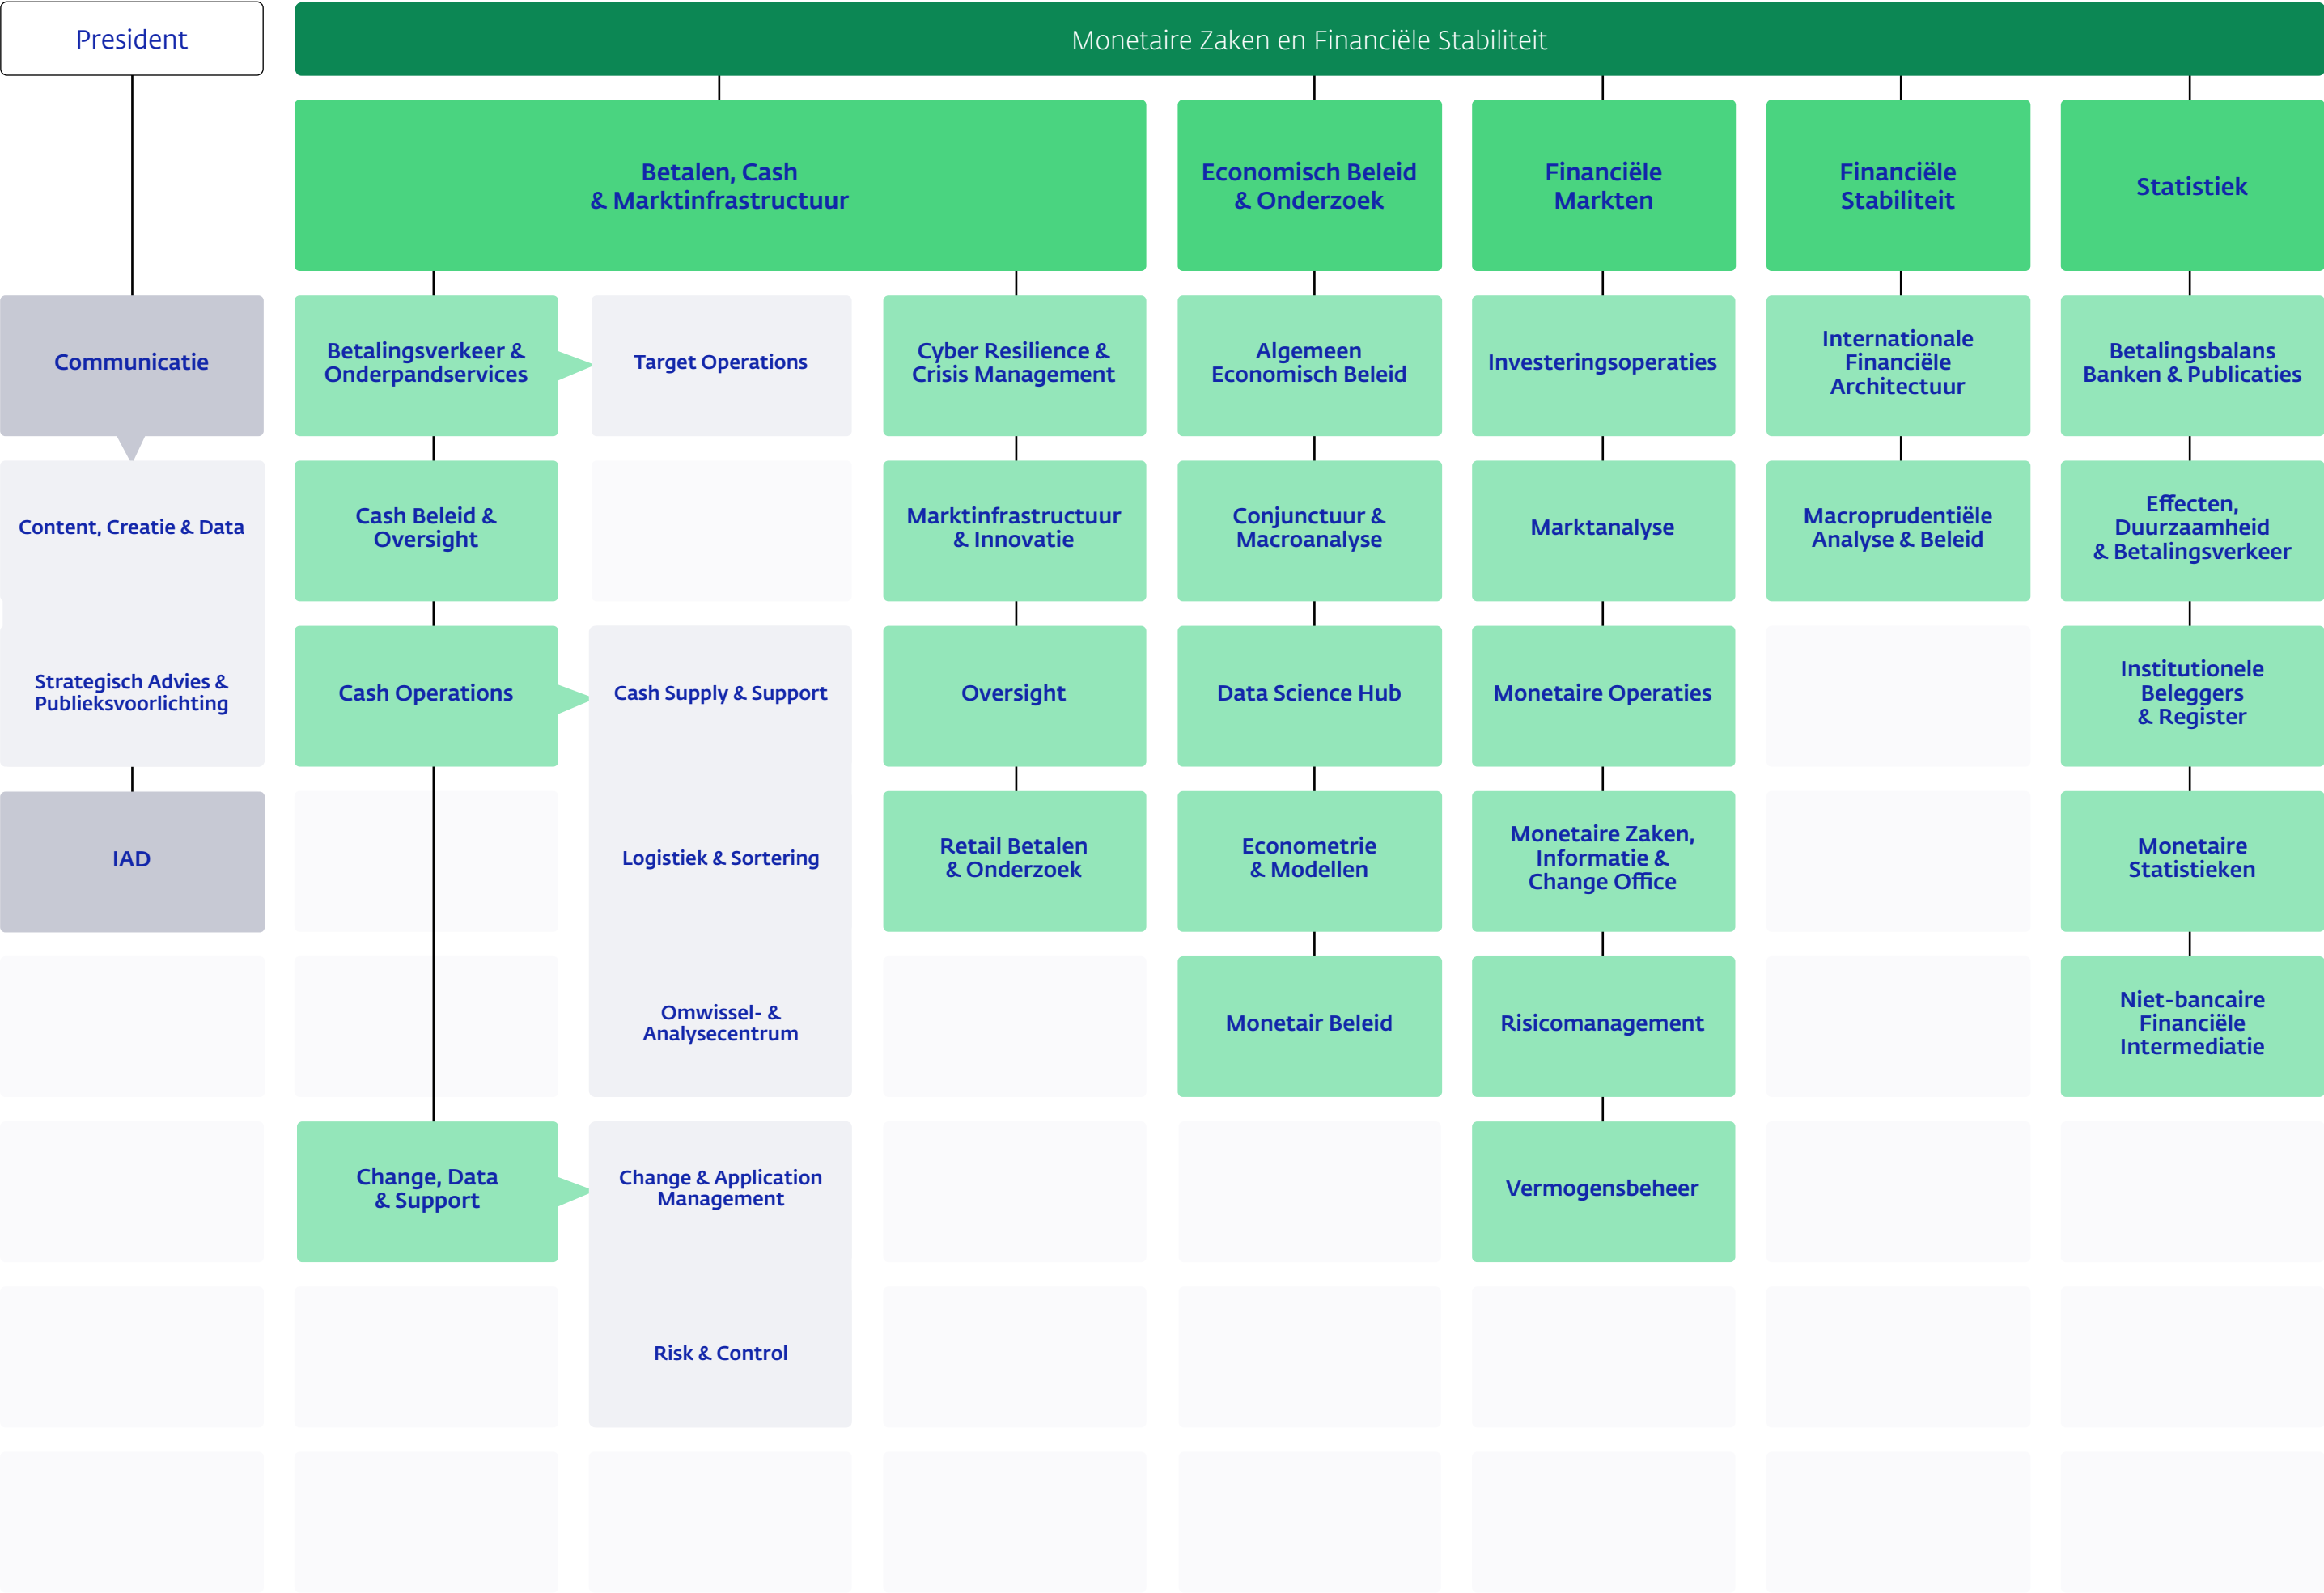 President
Monetaire Zaken en Financiële Stabiliteit
Betalen, Cash
& Marktinfrastructuur
Economisch Beleid
& Onderzoek
Financiële
Markten
Financiële
Stabiliteit
Statistiek
Communicatie
Betalingsverkeer &
Onderpandservices
Target Operations
Cyber Resilience &
Crisis Management
Algemeen
Economisch Beleid
Investeringsoperaties
Internationale
Financiële
Architectuur
Betalingsbalans
Banken & Publicaties
Content, Creatie & Data
Cash Beleid &
Oversight
Marktinfrastructuur
& Innovatie
Conjunctuur &
Macroanalyse
Marktanalyse
Macroprudentiële
Analyse & Beleid
Effecten,
Duurzaamheid
& Betalingsverkeer
Strategisch Advies &
Publieksvoorlichting
Cash Operations
Cash Supply & Support
Oversight
Data Science Hub
Monetaire Operaties
Institutionele
Beleggers
& Register
IAD
Logistiek & Sortering
Retail Betalen
& Onderzoek
Econometrie
& Modellen
Monetaire Zaken,
Informatie &
Change Office
Monetaire
Statistieken
Omwissel- &
Analysecentrum
Monetair Beleid
Risicomanagement
Niet-bancaire
Financiële
Intermediatie
Change, Data
& Support
Change & Application
Management
Vermogensbeheer
Risk & Control